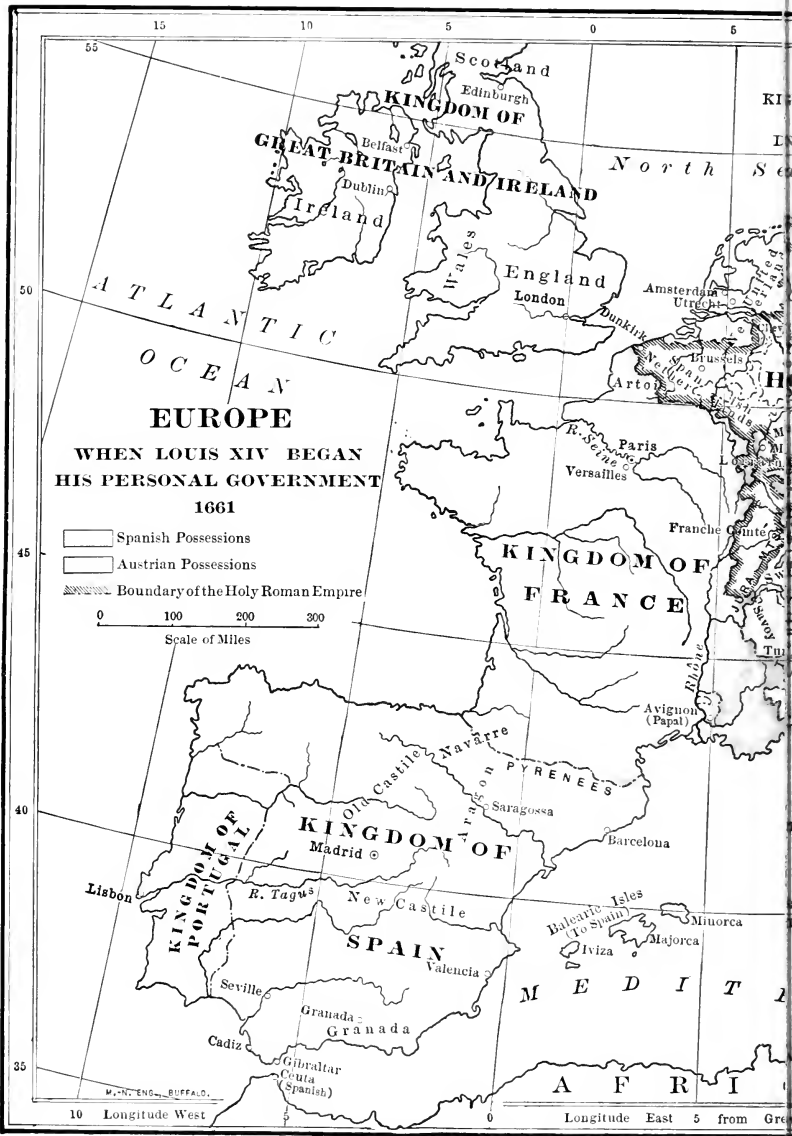 15 10 5 0 5
55
Scotland
Edinburgh
KINGDOM OF
GREAT BRITAIN AND IRELAND
Belfast
Dublin
Ireland
Wales
England
London
North Se
Amsterdam
Utrecht
Dunkirk
Brussels
Spanish
Netherlands
Artois
50
ATLANTIC
OCEAN
EUROPE
WHEN LOUIS XIV BEGAN
HIS PERSONAL GOVERNMENT
1661
Spanish Possessions
Austrian Possessions
Boundary of the Holy Roman Empire
0 100 200 300
Scale of Miles
R. Seine
Paris
Versailles
Franche Comté
45
KINGDOM OF
FRANCE
JURA
SAVOY
Rhône
Avignon
(Papal)
Navarre
PYRENEES
Old Castile
Aragon
Saragossa
Barcelona
40
KINGDOM OF
PORTUGAL
Lisbon
KINGDOM OF
Madrid
R. Tagus
New Castile
SPAIN
Valencia
Balearic Isles
(To Spain)
Minorca
Majorca
Iviza
MEDIT
Seville
Granada
Granada
Cadiz
Gibraltar
Ceuta
(Spanish)
35
AFRI
M.-N. ENG., BUFFALO.
10 Longitude West 5 0 Longitude East 5 from Gre